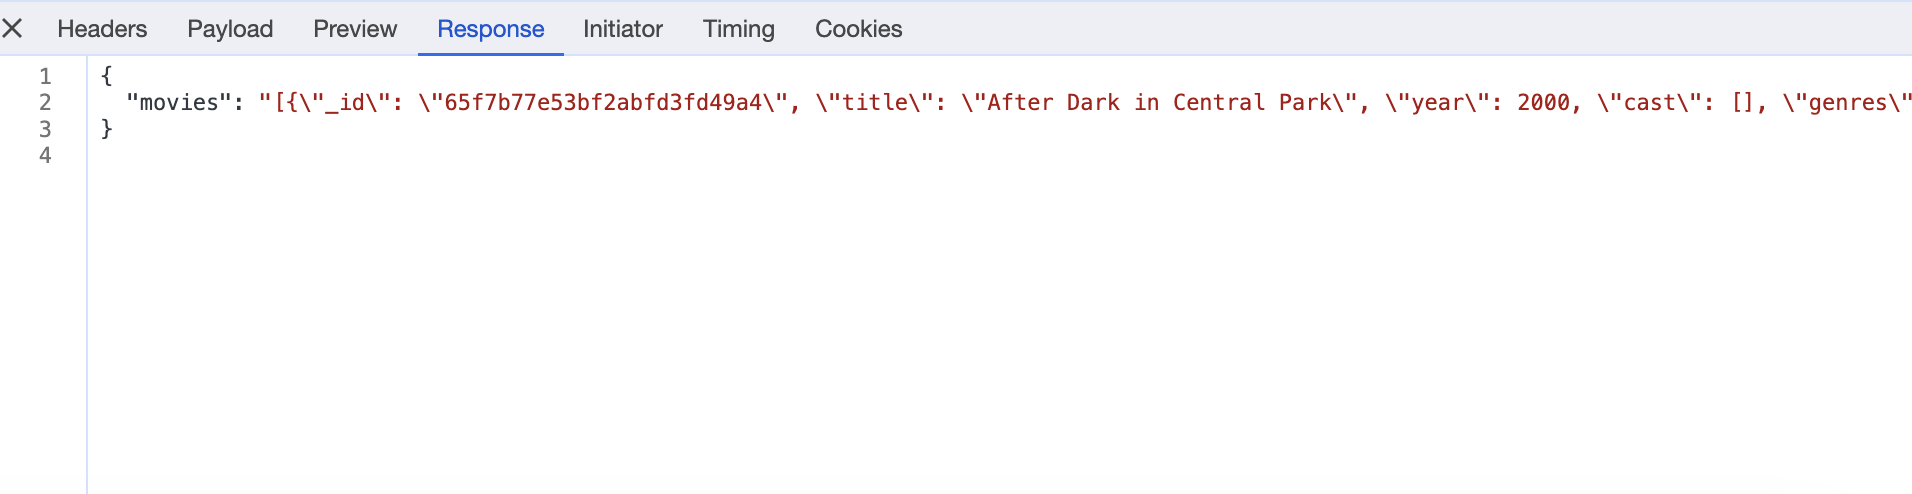 Headers Payload Preview Response Initiator Timing Cookies
1 {
2 "movies": "[{\"_id\": \"65f7b77e53bf2abfd3fd49a4\", \"title\": \"After Dark in Central Park\", \"year\": 2000, \"cast\": [], \"genres\"
3 }
4